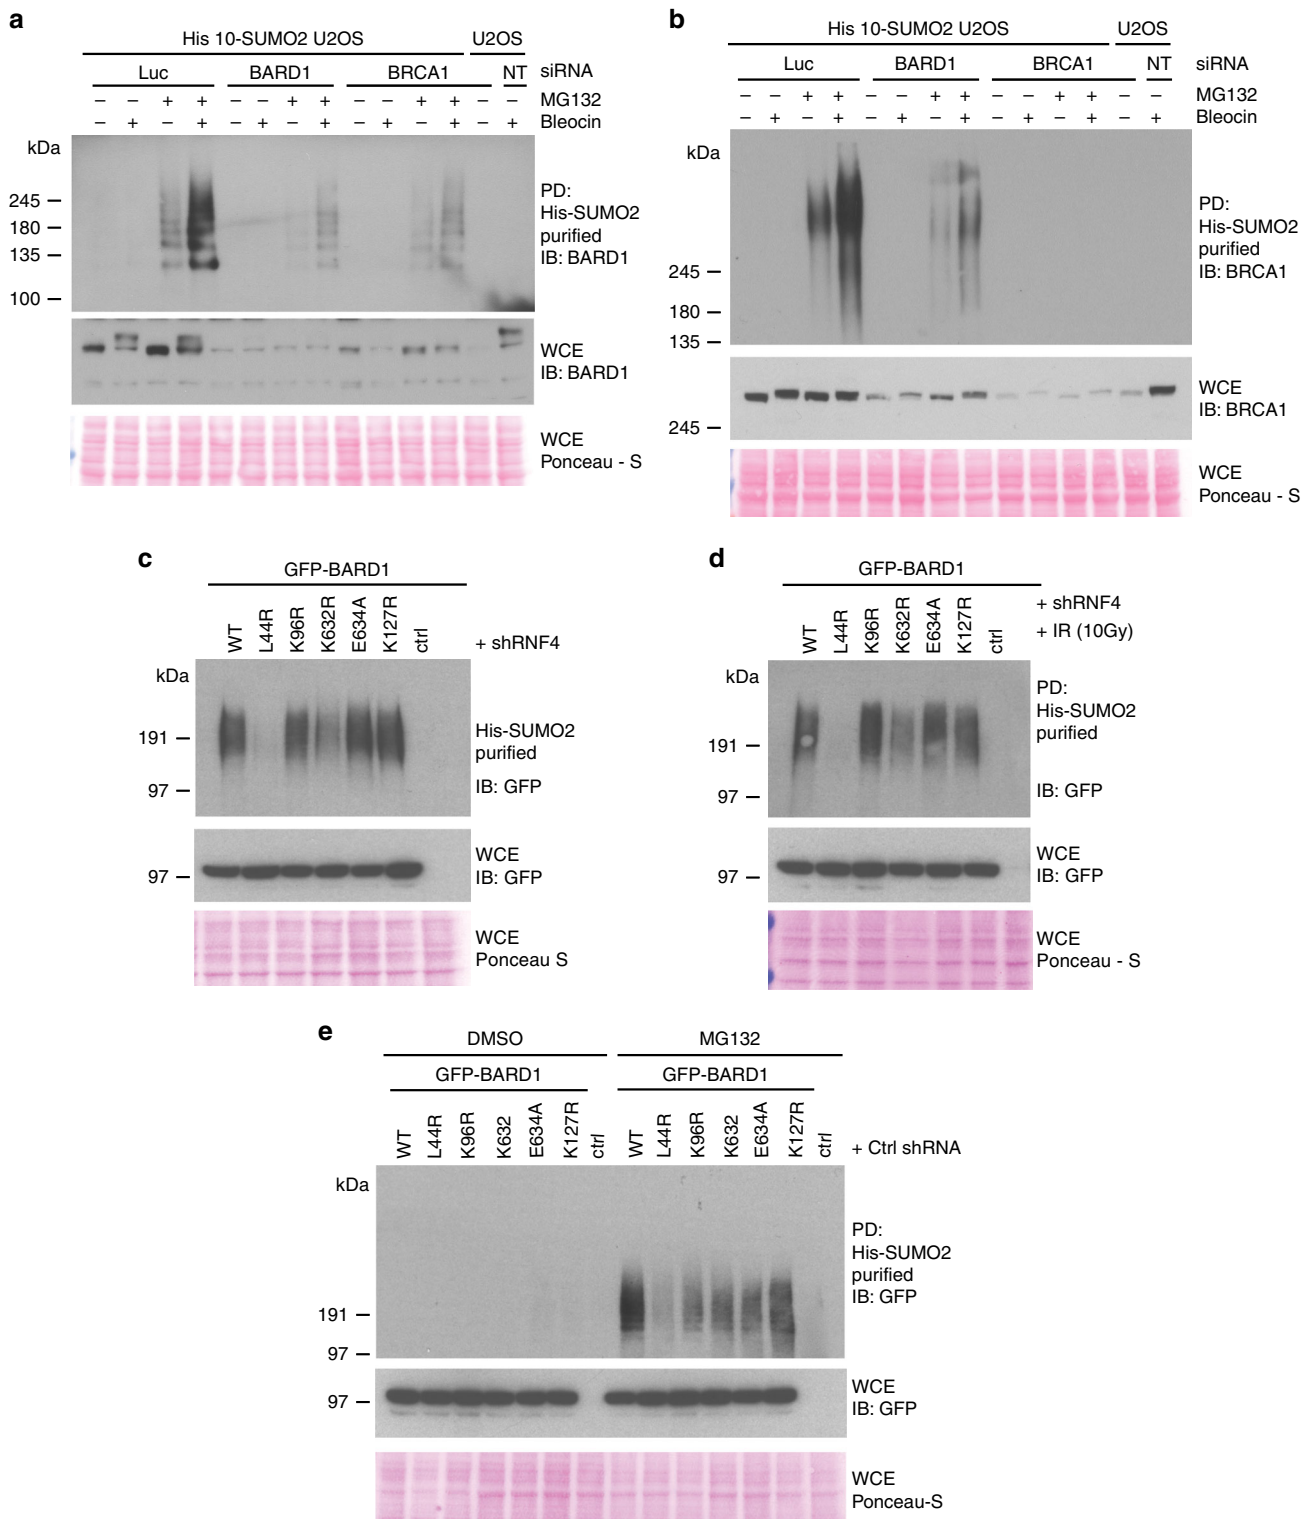 a
His 10-SUMO2 U2OS U2OS
Luc BARD1 BRCA1 NT siRNA
– – + + – – + + – – + + – – MG132
– + – + – + – + – + – + – + Bleocin
kDa
245
180
135
100
PD:
His-SUMO2
purified
IB: BARD1
WCE
IB: BARD1
WCE
Ponceau - S
b
His 10-SUMO2 U2OS U2OS
Luc BARD1 BRCA1 NT siRNA
– – + + – – + + – – + + – – MG132
– + – + – + – + – + – + – + Bleocin
kDa
245
180
135
PD:
His-SUMO2
purified
IB: BRCA1
245
WCE
IB: BRCA1
WCE
Ponceau - S
c
GFP-BARD1
WT L44R K96R K632R E634A K127R ctrl + shRNF4
kDa
191
97
His-SUMO2
purified
IB: GFP
97
WCE
IB: GFP
WCE
Ponceau S
d
GFP-BARD1
WT L44R K96R K632R E634A K127R ctrl
+ shRNF4
+ IR (10Gy)
kDa
191
97
PD:
His-SUMO2
purified
IB: GFP
97
WCE
IB: GFP
WCE
Ponceau - S
e
DMSO MG132
GFP-BARD1 GFP-BARD1
WT L44R K96R K632 E634A K127R ctrl WT L44R K96R K632 E634A K127R ctrl + Ctrl shRNA
kDa
191
97
PD:
His-SUMO2
purified
IB: GFP
97
WCE
IB: GFP
WCE
Ponceau-S